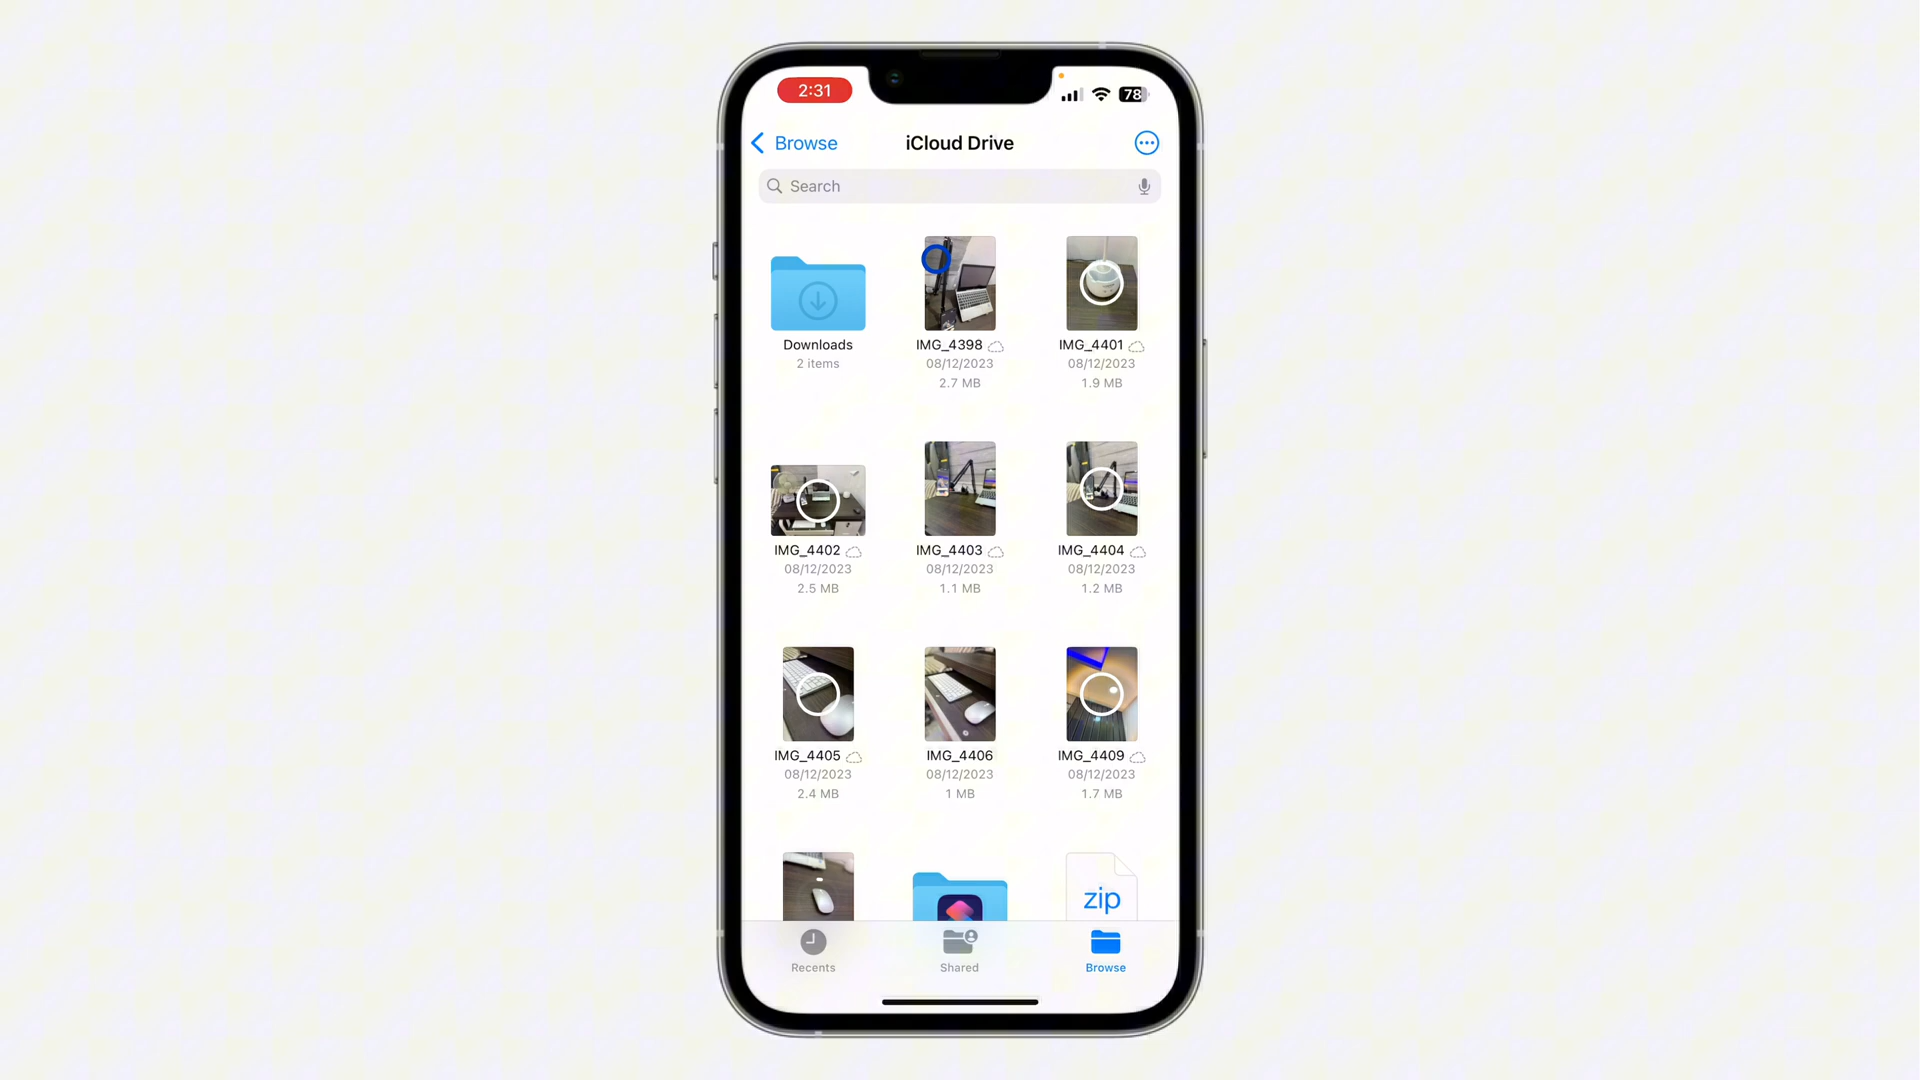 2:31
78
Browse
iCloud Drive
Search
Downloads
2 items
IMG_4398
08/12/2023
2.7 MB
IMG_4401
08/12/2023
1.9 MB
IMG_4402
08/12/2023
2.5 MB
IMG_4403
08/12/2023
1.1 MB
IMG_4404
08/12/2023
1.2 MB
IMG_4405
08/12/2023
2.4 MB
IMG_4406
08/12/2023
1 MB
IMG_4409
08/12/2023
1.7 MB
zip
Recents
Shared
Browse